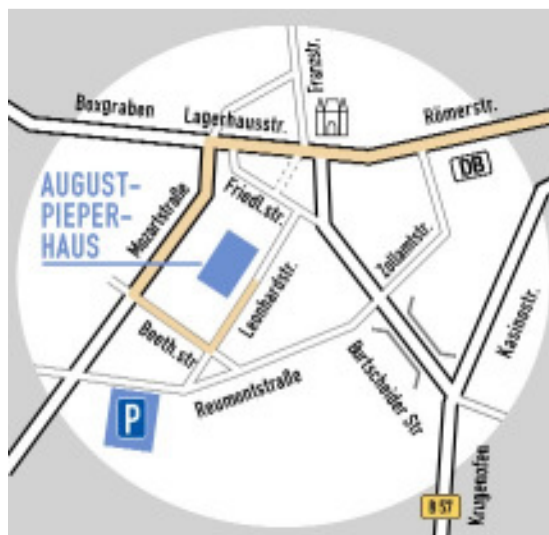 Franzstr.
Boxgraben
Lagerhausstr.
Römerstr.
DB
AUGUST-
PIEPER-
HAUS
Mozartstraße
Friedl.str.
Leonhardstr.
Zollamtstr.
Kasinostr.
Beeth.str.
Reumontstraße
Burtscheider Str
P
B 57
Krugenofen